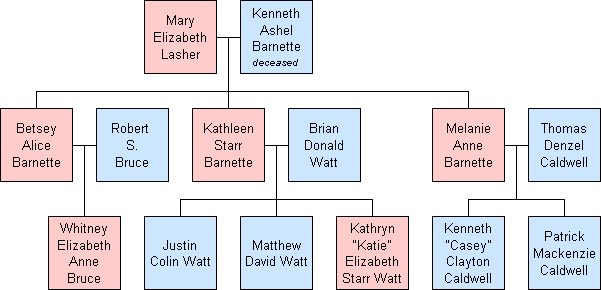 Mary
Elizabeth
Lasher
Kenneth
Ashel
Barnette
deceased
Betsey
Alice
Barnette
Robert
S.
Bruce
Kathleen
Starr
Barnette
Brian
Donald
Watt
Melanie
Anne
Barnette
Thomas
Denzel
Caldwell
Whitney
Elizabeth
Anne
Bruce
Justin
Colin Watt
Matthew
David Watt
Kathryn
"Katie"
Elizabeth
Starr Watt
Kenneth
"Casey"
Clayton
Caldwell
Patrick
Mackenzie
Caldwell